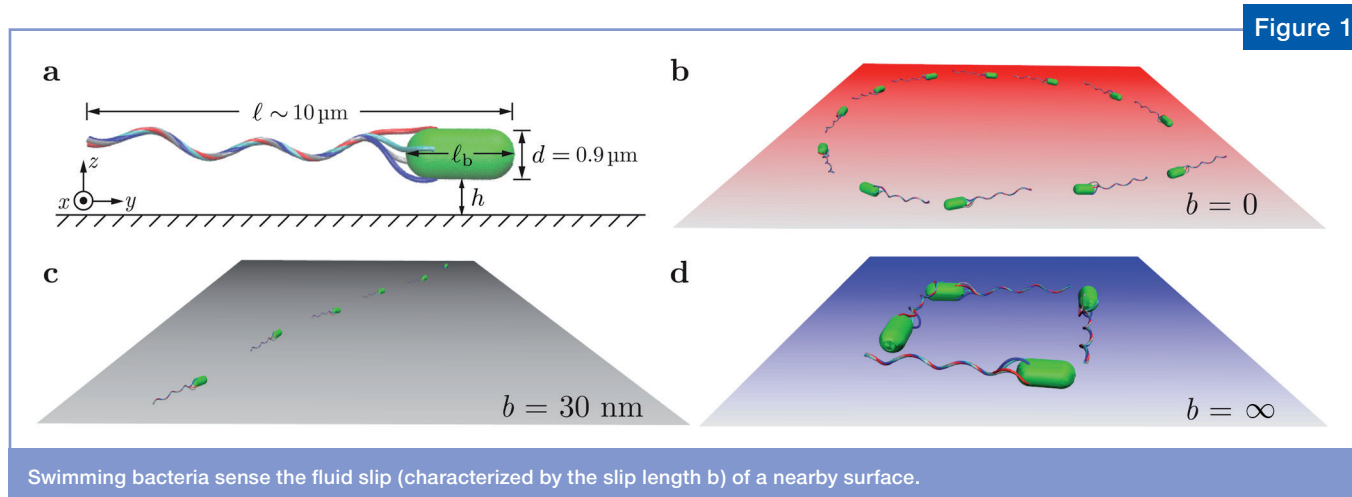 Figure 1
a
ℓ ∼ 10 μm
ℓb
d = 0.9 μm
z
x
y
h
b
b = 0
c
b = 30 nm
d
b = ∞
Swimming bacteria sense the fluid slip (characterized by the slip length b) of a nearby surface.